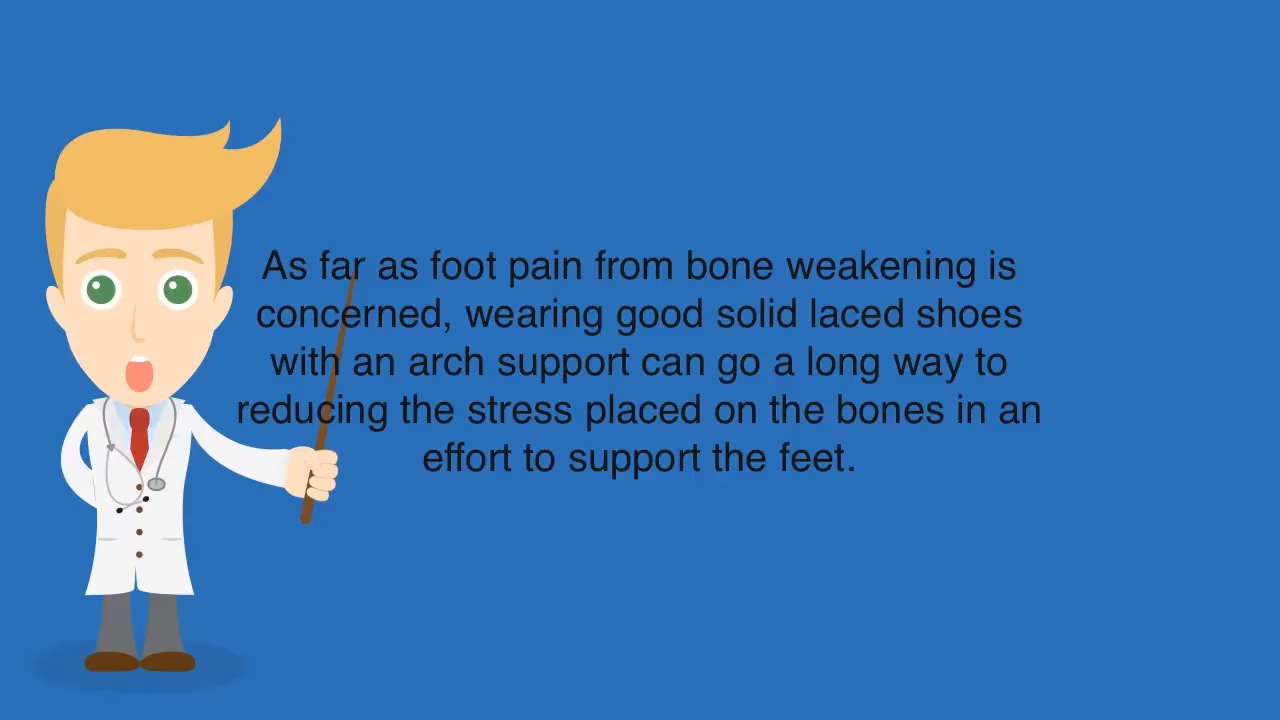 As far as foot pain from bone weakening is
concerned, wearing good solid laced shoes
with an arch support can go a long way to
reducing the stress placed on the bones in an
effort to support the feet.